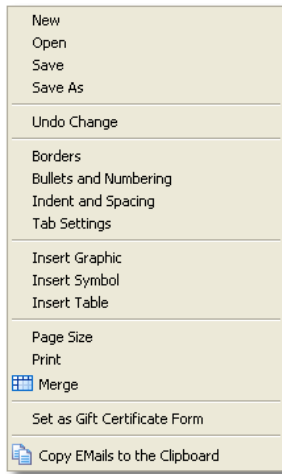 New
Open
Save
Save As
Undo Change
Borders
Bullets and Numbering
Indent and Spacing
Tab Settings
Insert Graphic
Insert Symbol
Insert Table
Page Size
Print
Merge
Set as Gift Certificate Form
Copy EMails to the Clipboard